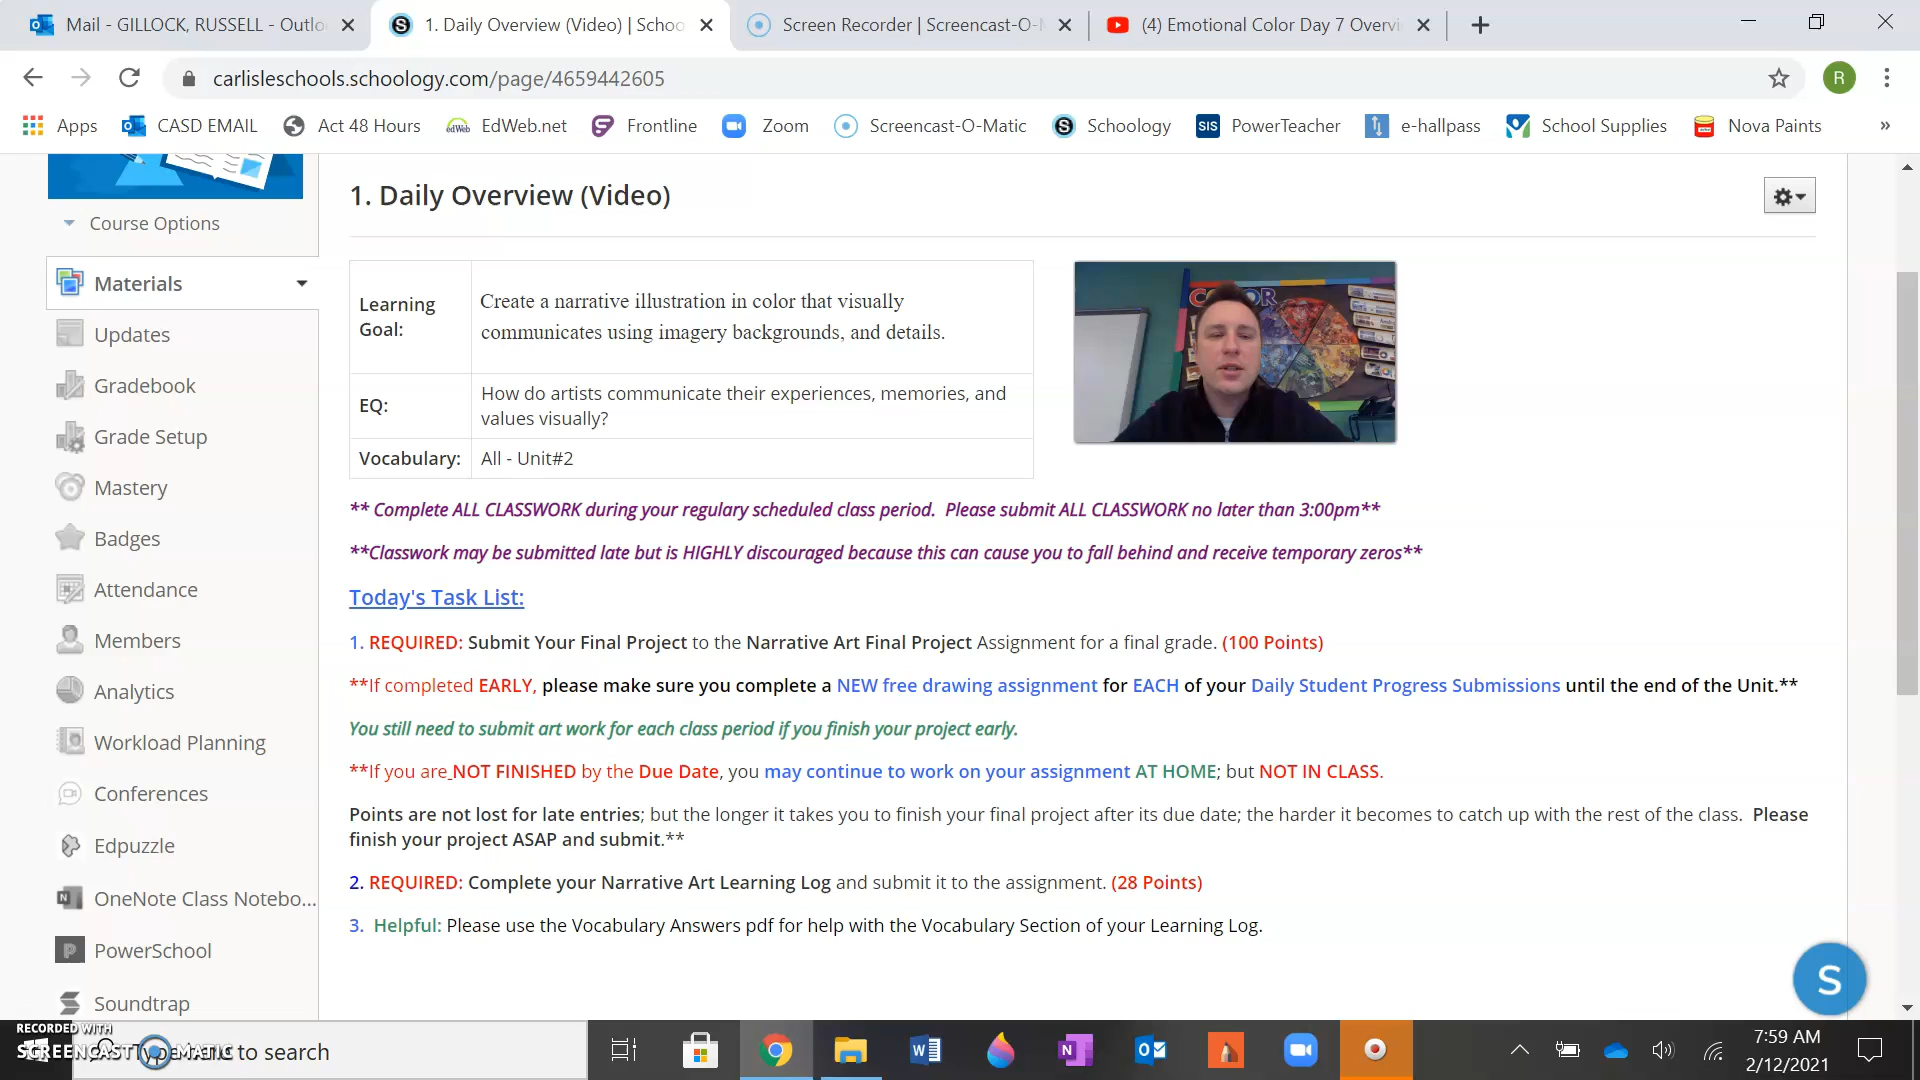 Mail - GILLOCK, RUSSELL - Outlo
1. Daily Overview (Video) | Schoo
Screen Recorder | Screencast-O-M
(4) Emotional Color Day 7 Overvi
carlisleschools.schoology.com/page/4659442605
R
Apps
CASD EMAIL
Act 48 Hours
EdWeb.net
Frontline
Zoom
Screencast-O-Matic
Schoology
SIS PowerTeacher
e-hallpass
School Supplies
Nova Paints
»
Course Options
Materials
Updates
Gradebook
Grade Setup
Mastery
Badges
Attendance
Members
Analytics
Workload Planning
Conferences
Edpuzzle
OneNote Class Notebo...
PowerSchool
Soundtrap
1. Daily Overview (Video)
Learning Goal:
Create a narrative illustration in color that visually
communicates using imagery backgrounds, and details.
EQ:
How do artists communicate their experiences, memories, and
values visually?
Vocabulary:
All - Unit#2
COLOR
** Complete ALL CLASSWORK during your regulary scheduled class period.  Please submit ALL CLASSWORK no later than 3:00pm**
**Classwork may be submitted late but is HIGHLY discouraged because this can cause you to fall behind and receive temporary zeros**
Today's Task List:
1. REQUIRED: Submit Your Final Project to the Narrative Art Final Project Assignment for a final grade. (100 Points)
**If completed EARLY, please make sure you complete a NEW free drawing assignment for EACH of your Daily Student Progress Submissions until the end of the Unit.**
You still need to submit art work for each class period if you finish your project early.
**If you are NOT FINISHED by the Due Date, you may continue to work on your assignment AT HOME; but NOT IN CLASS.
Points are not lost for late entries; but the longer it takes you to finish your final project after its due date; the harder it becomes to catch up with the rest of the class.  Please
finish your project ASAP and submit.**
2. REQUIRED: Complete your Narrative Art Learning Log and submit it to the assignment. (28 Points)
3.  Helpful: Please use the Vocabulary Answers pdf for help with the Vocabulary Section of your Learning Log.
S
RECORDED WITH
SCREENCAST MATIC
Type here to search
7:59 AM
2/12/2021